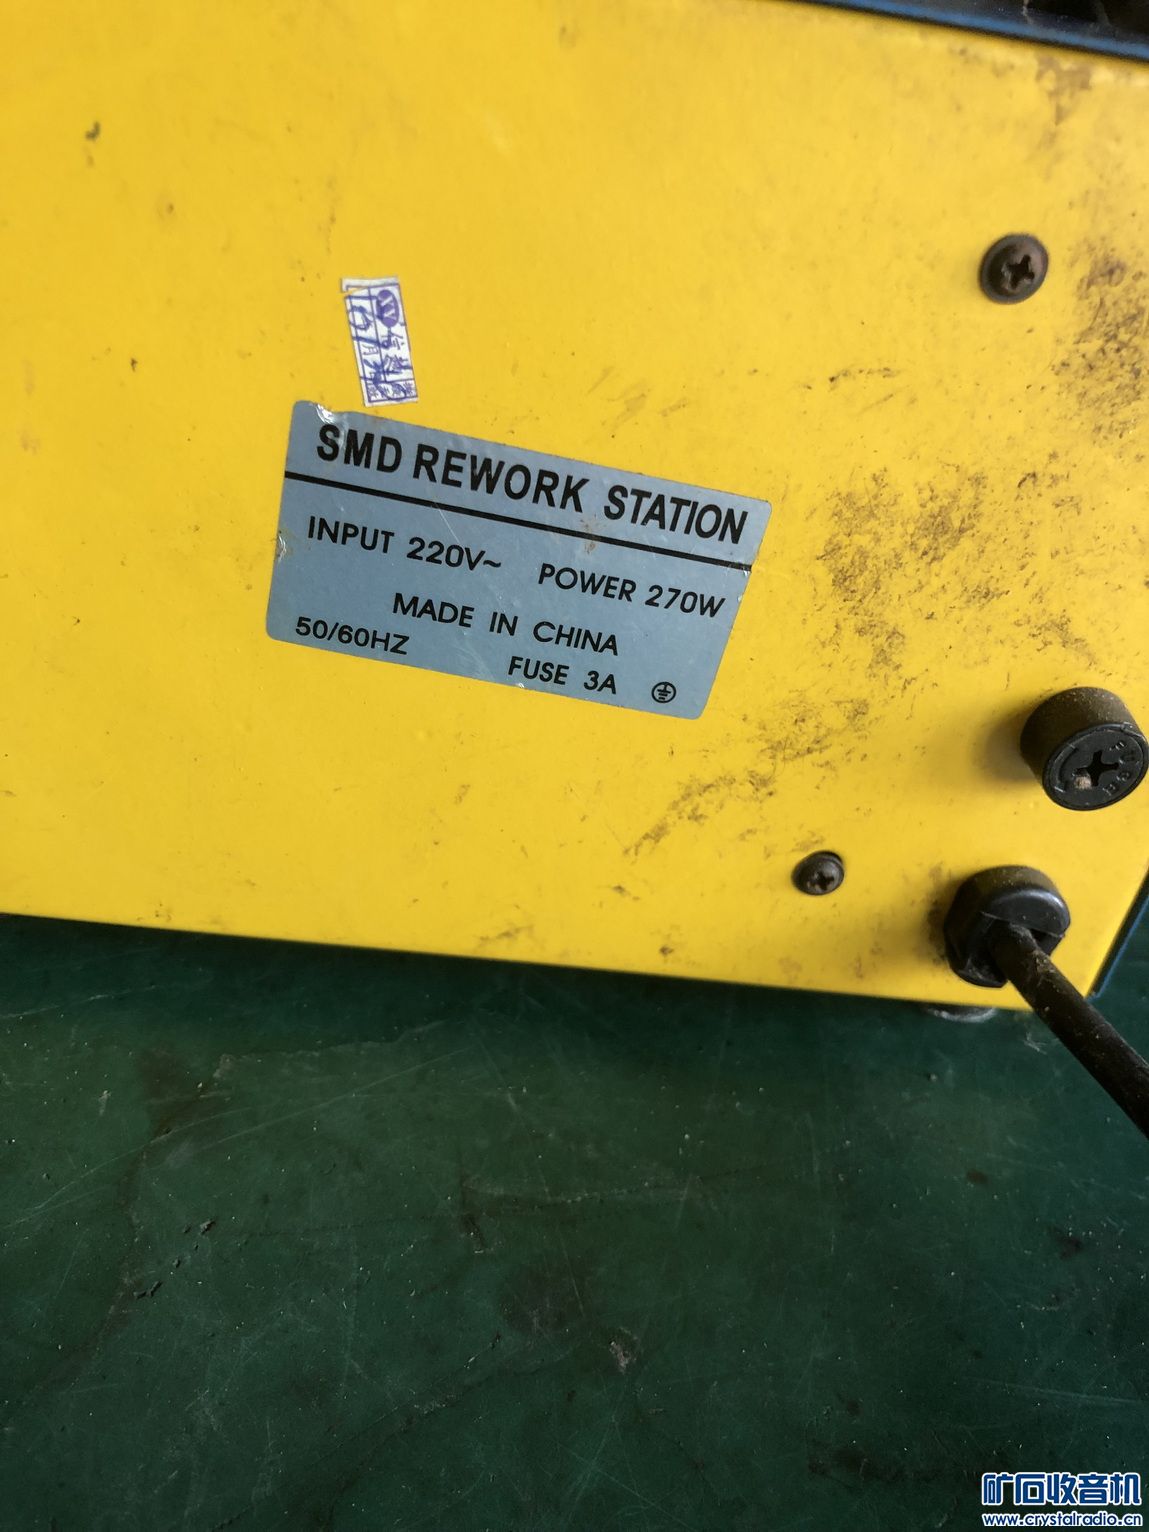 SMD REWORK STATION
INPUT 220V~ POWER 270W
MADE IN CHINA
50/60HZ FUSE 3A
矿石收音机
www.crystalradio.cn